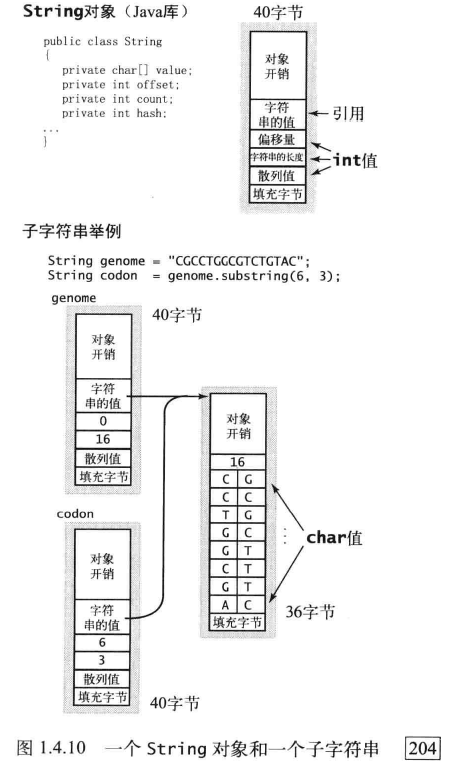 String对象（Java库）
40字节
public class String
{
private char[] value;
private int offset;
private int count;
private int hash;
...
}
对象
开销
字符
串的值
引用
偏移量
字符串的长度
int值
散列值
填充字节
子字符串举例
String genome = "CGCCTGGCGTCTGTAC";
String codon = genome.substring(6, 3);
genome
40字节
对象
开销
字符
串的值
0
16
散列值
填充字节
对象
开销
16
C G
C C
T G
G C
G T
C T
G T
A C
填充字节
⋮
char值
36字节
codon
对象
开销
字符
串的值
6
3
散列值
填充字节
40字节
图 1.4.10 一个 String 对象和一个子字符串 204